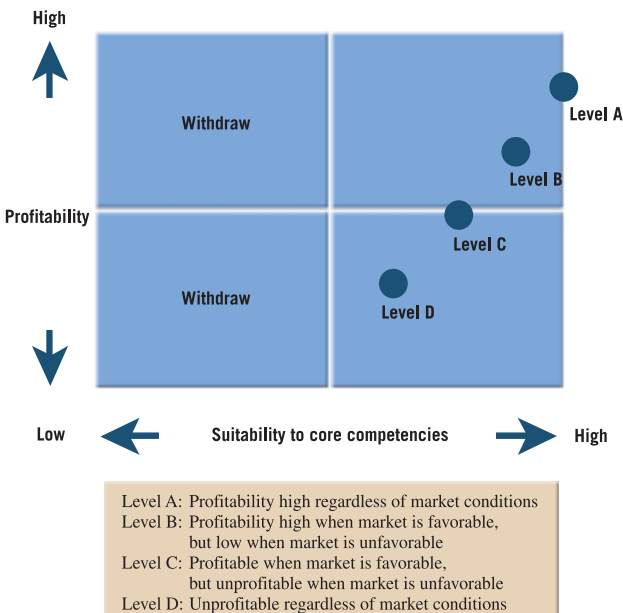 High
Withdraw
Level A
Level B
Profitability
Level C
Withdraw
Level D
Low
Suitability to core competencies
High
Level A: Profitability high regardless of market conditions
Level B: Profitability high when market is favorable,
but low when market is unfavorable
Level C: Profitable when market is favorable,
but unprofitable when market is unfavorable
Level D: Unprofitable regardless of market conditions